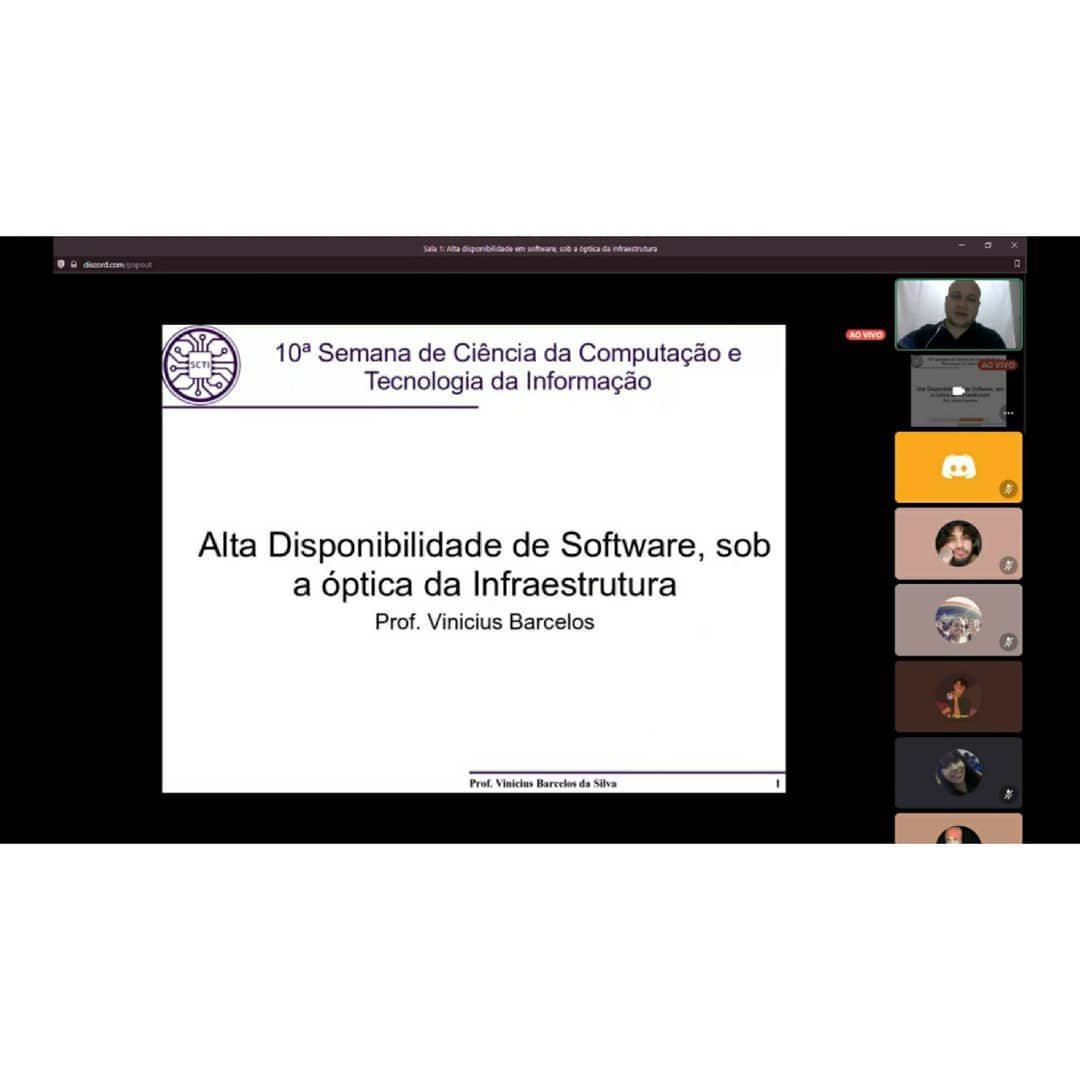 Sala 1: Alta disponibilidade em software, sob a óptica da infraestrutura
discord.com/popout
SCTI
10ª Semana de Ciência da Computação e
Tecnologia da Informação
Alta Disponibilidade de Software, sob
a óptica da Infraestrutura
Prof. Vinicius Barcelos
Prof. Vinicius Barcelos da Silva
1
AO VIVO
AO VIVO